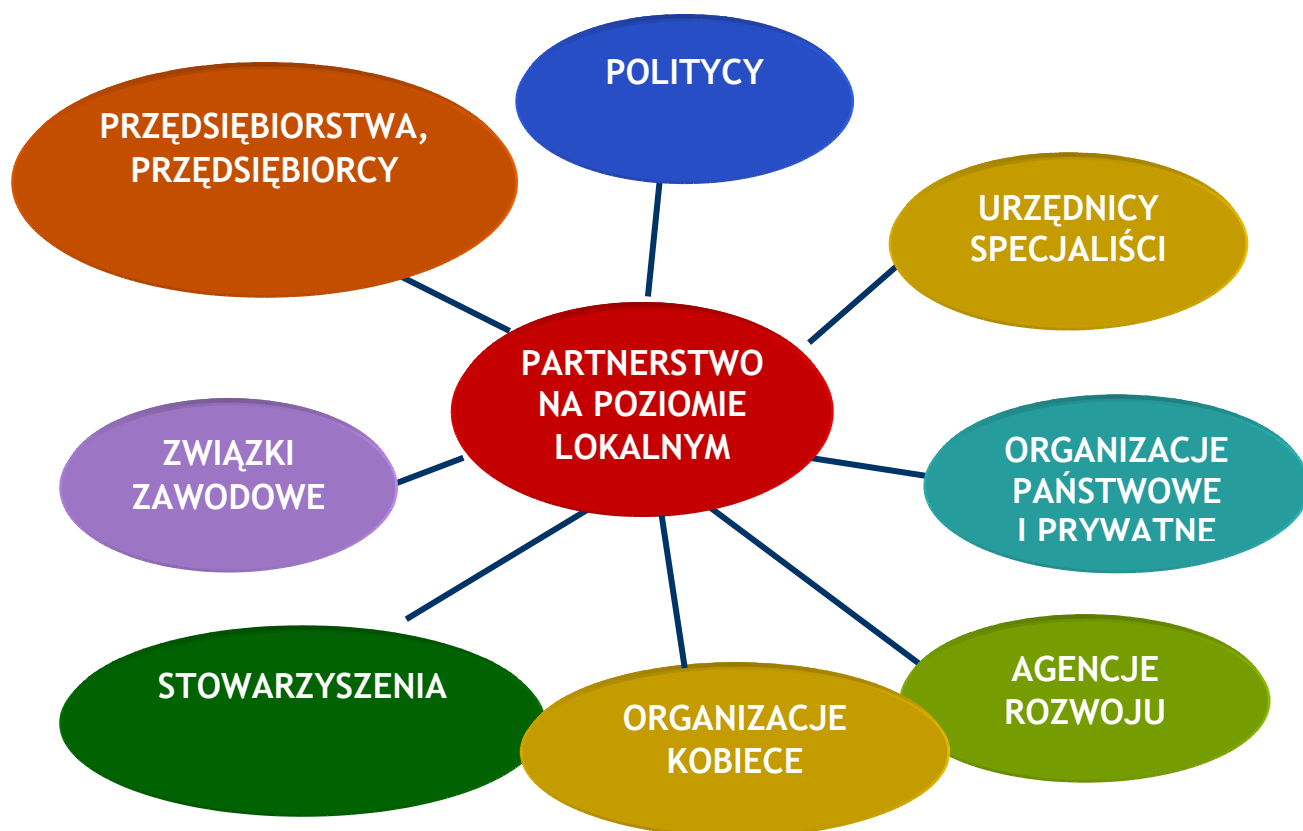 POLITYCY
PRZĘDSIĘBIORSTWA,
PRZĘDSIĘBIORCY
URZĘDNICY
SPECJALIŚCI
PARTNERSTWO
NA POZIOMIE
LOKALNYM
ZWIĄZKI
ZAWODOWE
ORGANIZACJE
PAŃSTWOWE
I PRYWATNE
STOWARZYSZENIA
ORGANIZACJE
KOBIECE
AGENCJE
ROZWOJU